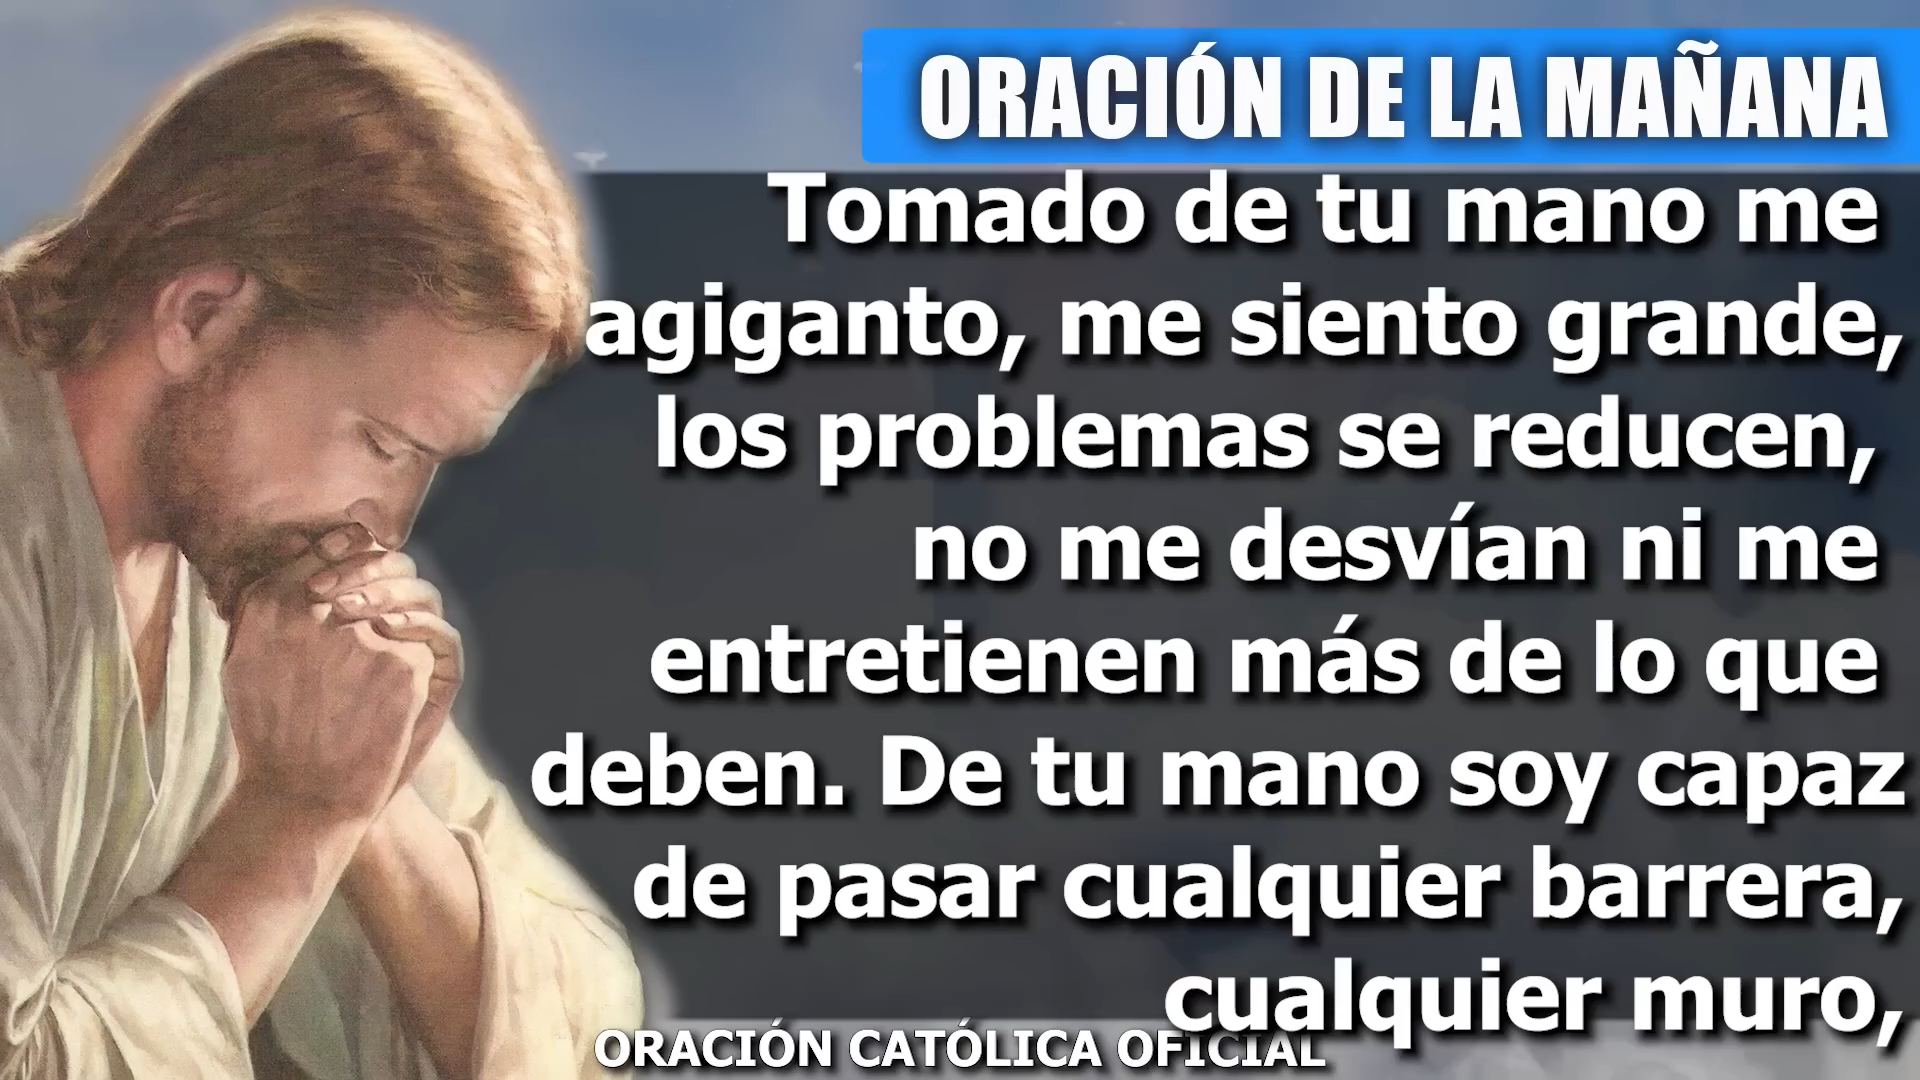 ORACIÓN DE LA MAÑANA
Tomado de tu mano me
agiganto, me siento grande,
los problemas se reducen,
no me desvían ni me
entretienen más de lo que
deben. De tu mano soy capaz
de pasar cualquier barrera,
cualquier muro,
ORACIÓN CATÓLICA OFICIAL